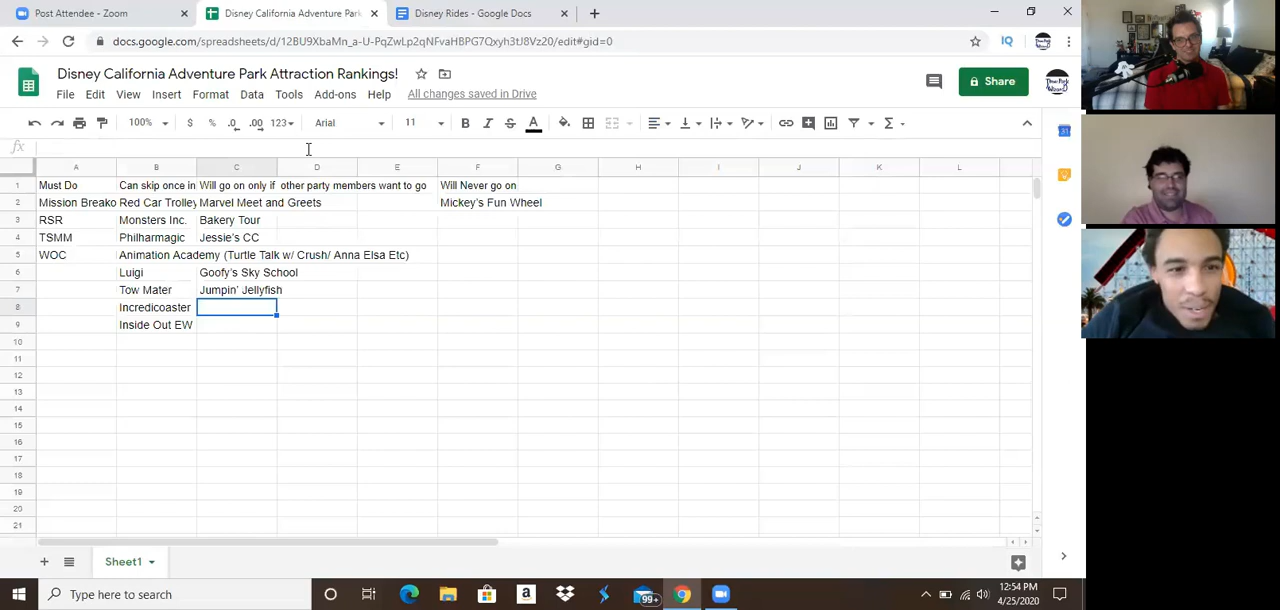 Post Attendee - Zoom
Disney California Adventure Park
Disney Rides - Google Docs
docs.google.com/spreadsheets/d/12BU9XbaMn_a-U-PqZwLp2qNFvaHBPG7Qxyh3tJ8Vz20/edit#gid=0
IQ
Disney California Adventure Park Attraction Rankings!
File Edit View Insert Format Data Tools Add-ons Help All changes saved in Drive
Share
100% $ % .0 .00 123 Arial 11 B I S A Σ
fx
A B C D E F G H I J K L
1 Must Do Can skip once in Will go on only if other party members want to go Will Never go on
2 Mission Breako Red Car Trolley Marvel Meet and Greets Mickey's Fun Wheel
3 RSR Monsters Inc. Bakery Tour
4 TSMM Philharmagic Jessie's CC
5 WOC Animation Academy (Turtle Talk w/ Crush/ Anna Elsa Etc)
6 Luigi Goofy's Sky School
7 Tow Mater Jumpin' Jellyfish
8 Incredicoaster
9 Inside Out EW
10
11
12
13
14
15
16
17
18
19
20
21
Sheet1
Type here to search
99+
12:54 PM
4/25/2020